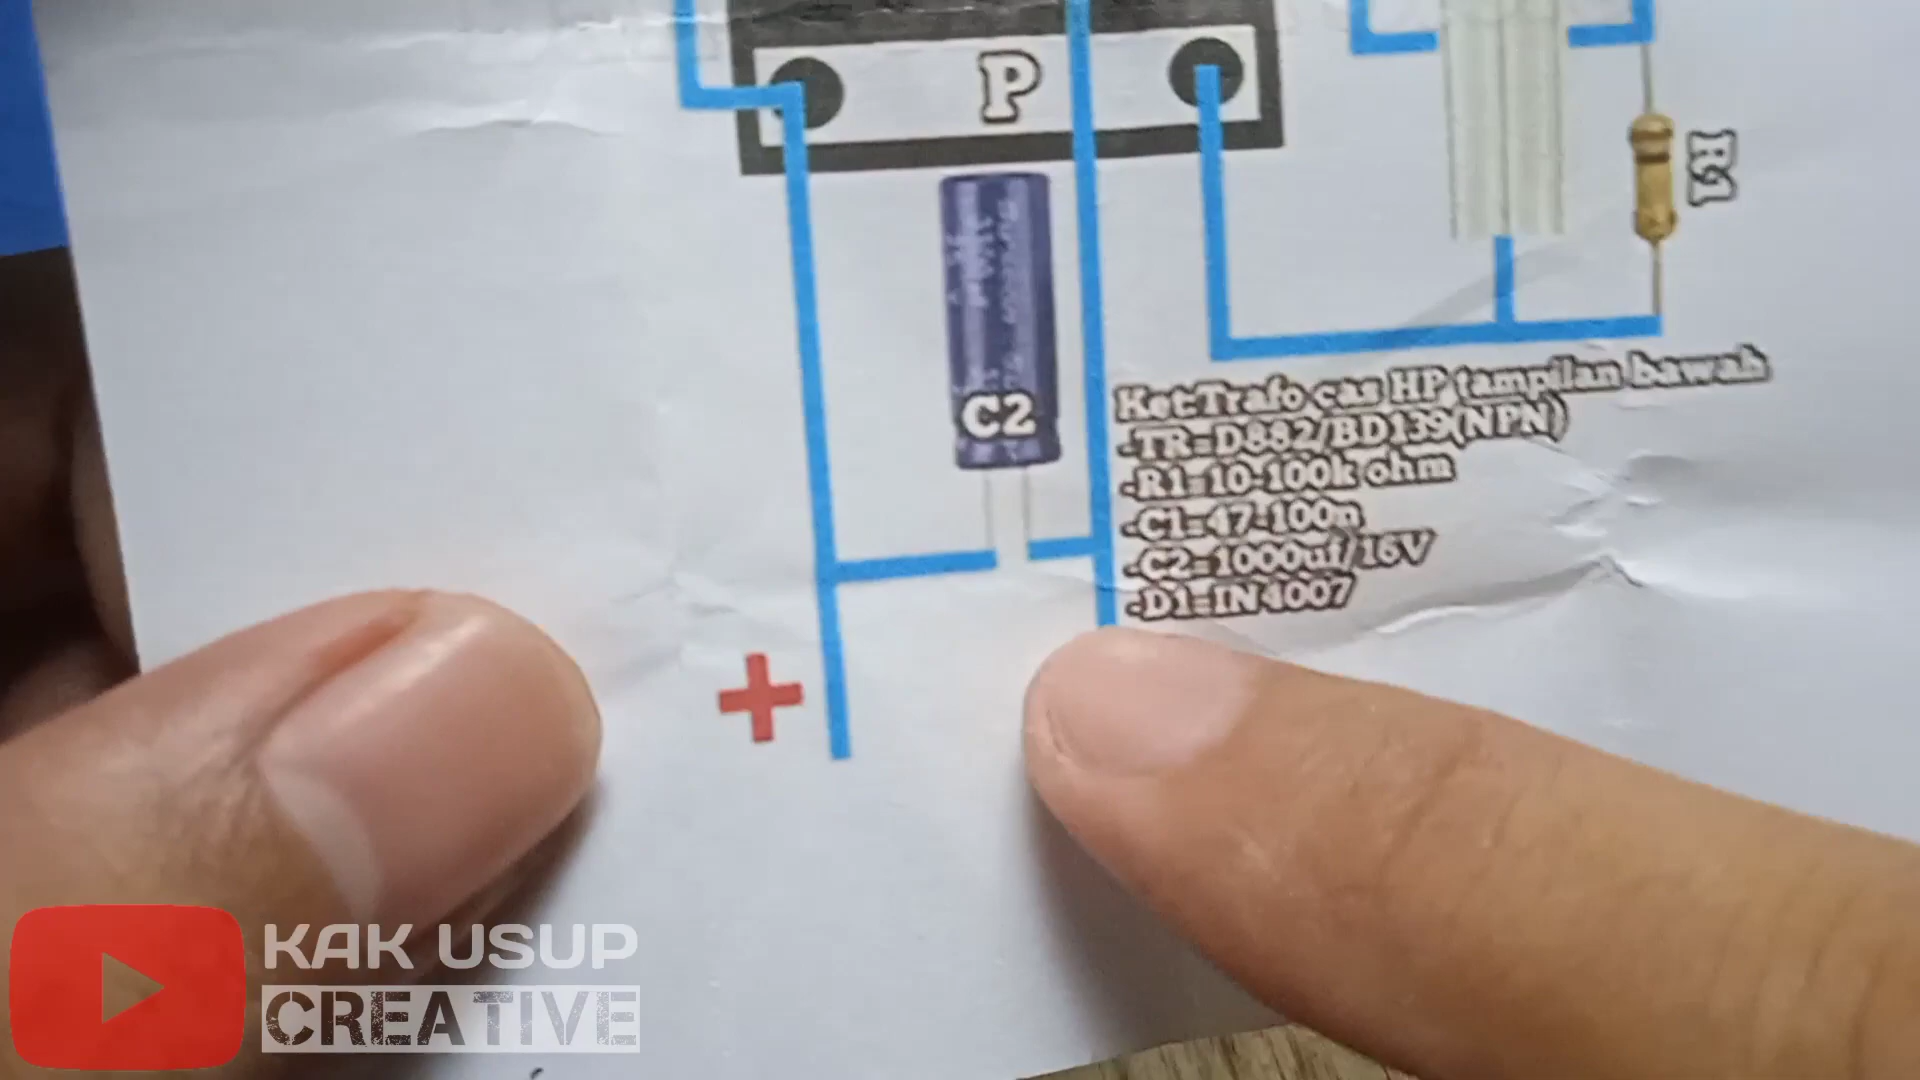 P
R1
C2
Ket:Trafo cas HP tampilan bawah
-TR=D882/BD139(NPN)
-R1=10-100k ohm
-C1=47-100n
-C2=1000uf/16V
-D1=IN4007
+
KAK USUP
CREATIVE